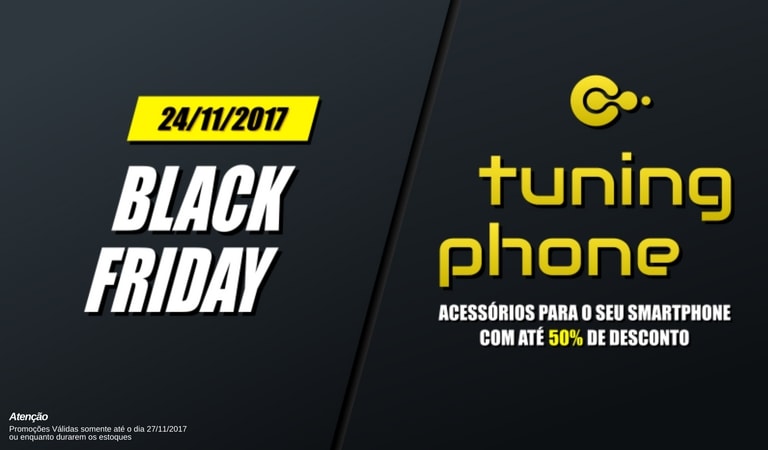 24/11/2017
BLACK
FRIDAY
tuning
phone
ACESSÓRIOS PARA O SEU SMARTPHONE
COM ATÉ 50% DE DESCONTO
Atenção
Promoções Válidas somente até o dia 27/11/2017
ou enquanto durarem os estoques